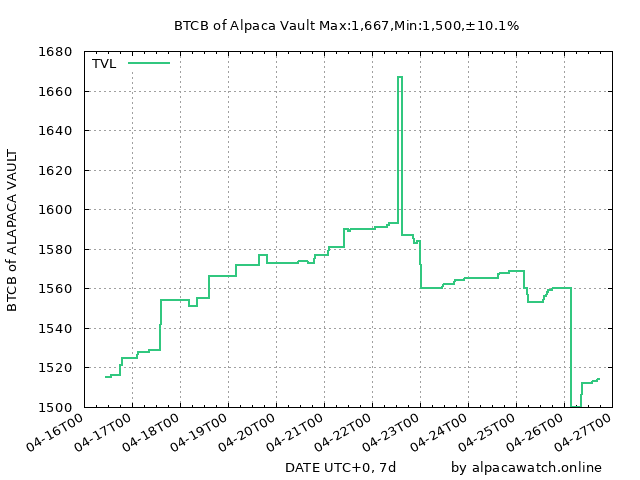 BTCB of Alpaca Vault Max:1,667,Min:1,500,±10.1%
TVL
1680
1660
1640
1620
1600
1580
1560
1540
1520
1500
BTCB of ALAPACA VAULT
04-16T00
04-17T00
04-18T00
04-19T00
04-20T00
04-21T00
04-22T00
04-23T00
04-24T00
04-25T00
04-26T00
04-27T00
DATE UTC+0, 7d
by alpacawatch.online